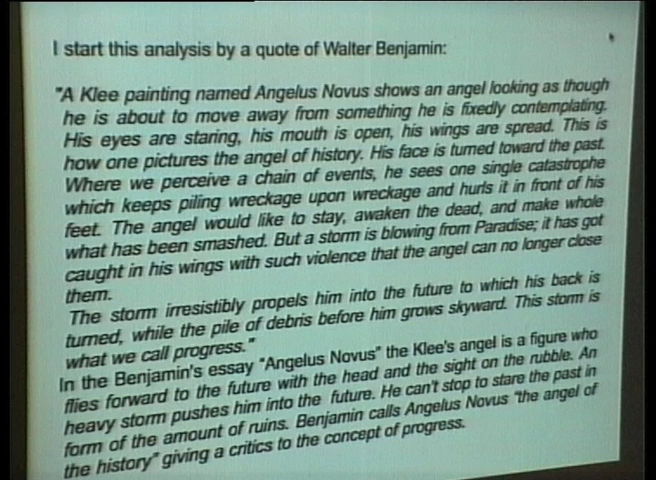 I start this analysis by a quote of Walter Benjamin:
"A Klee painting named Angelus Novus shows an angel looking as though
he is about to move away from something he is fixedly contemplating.
His eyes are staring, his mouth is open, his wings are spread. This is
how one pictures the angel of history. His face is turned toward the past.
Where we perceive a chain of events, he sees one single catastrophe
which keeps piling wreckage upon wreckage and hurls it in front of his
feet. The angel would like to stay, awaken the dead, and make whole
what has been smashed. But a storm is blowing from Paradise; it has got
caught in his wings with such violence that the angel can no longer close
them.
The storm irresistibly propels him into the future to which his back is
turned, while the pile of debris before him grows skyward. This storm is
what we call progress."
In the Benjamin's essay "Angelus Novus" the Klee's angel is a figure who
flies forward to the future with the head and the sight on the rubble. An
heavy storm pushes him into the future. He can't stop to stare the past in
form of the amount of ruins. Benjamin calls Angelus Novus "the angel of
the history" giving a critics to the concept of progress.